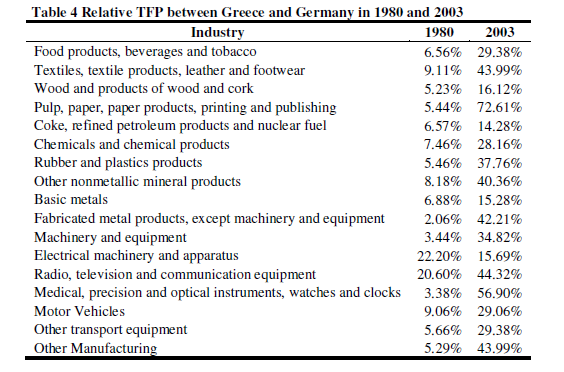 Table 4 Relative TFP between Greece and Germany in 1980 and 2003
Industry 1980 2003
Food products, beverages and tobacco 6.56% 29.38%
Textiles, textile products, leather and footwear 9.11% 43.99%
Wood and products of wood and cork 5.23% 16.12%
Pulp, paper, paper products, printing and publishing 5.44% 72.61%
Coke, refined petroleum products and nuclear fuel 6.57% 14.28%
Chemicals and chemical products 7.46% 28.16%
Rubber and plastics products 5.46% 37.76%
Other nonmetallic mineral products 8.18% 40.36%
Basic metals 6.88% 15.28%
Fabricated metal products, except machinery and equipment 2.06% 42.21%
Machinery and equipment 3.44% 34.82%
Electrical machinery and apparatus 22.20% 15.69%
Radio, television and communication equipment 20.60% 44.32%
Medical, precision and optical instruments, watches and clocks 3.38% 56.90%
Motor Vehicles 9.06% 29.06%
Other transport equipment 5.66% 29.38%
Other Manufacturing 5.29% 43.99%